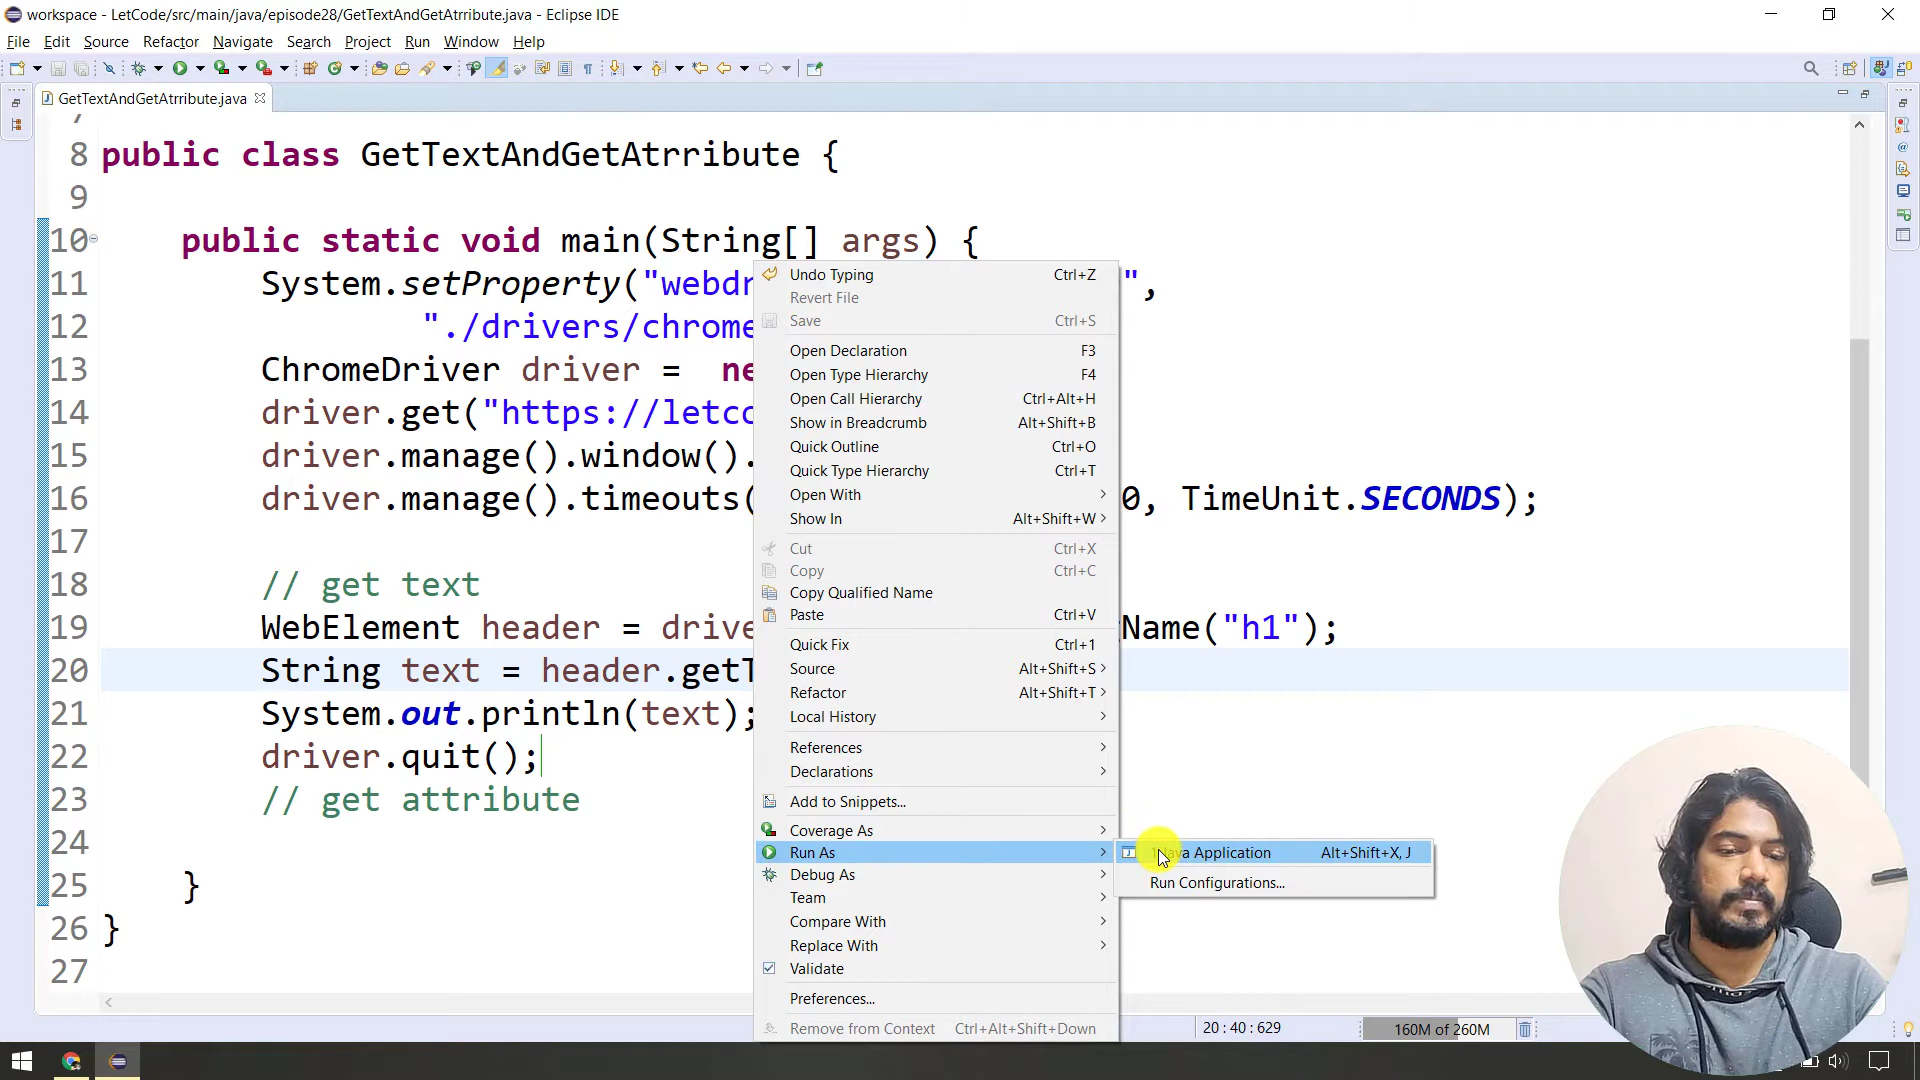 workspace - LetCode/src/main/java/episode28/GetTextAndGetAtrribute.java - Eclipse IDE
File Edit Source Refactor Navigate Search Project Run Window Help
GetTextAndGetAtrribute.java
8 public class GetTextAndGetAtrribute {
9
10 public static void main(String[] args) {
11 System.setProperty("webdr ",
12 "./drivers/chrome
13 ChromeDriver driver = ne
14 driver.get("https://letco
15 driver.manage().window().
16 driver.manage().timeouts( 0, TimeUnit.SECONDS);
17
18 // get text
19 WebElement header = drive Name("h1");
20 String text = header.getT
21 System.out.println(text);
22 driver.quit();
23 // get attribute
24
25 }
26 }
27
Undo Typing Ctrl+Z
Revert File
Save Ctrl+S
Open Declaration F3
Open Type Hierarchy F4
Open Call Hierarchy Ctrl+Alt+H
Show in Breadcrumb Alt+Shift+B
Quick Outline Ctrl+O
Quick Type Hierarchy Ctrl+T
Open With
Show In Alt+Shift+W
Cut Ctrl+X
Copy Ctrl+C
Copy Qualified Name
Paste Ctrl+V
Quick Fix Ctrl+1
Source Alt+Shift+S
Refactor Alt+Shift+T
Local History
References
Declarations
Add to Snippets...
Coverage As
Run As
Debug As
Team
Compare With
Replace With
Validate
Preferences...
Remove from Context Ctrl+Alt+Shift+Down
Java Application Alt+Shift+X, J
Run Configurations...
20 : 40 : 629
160M of 260M